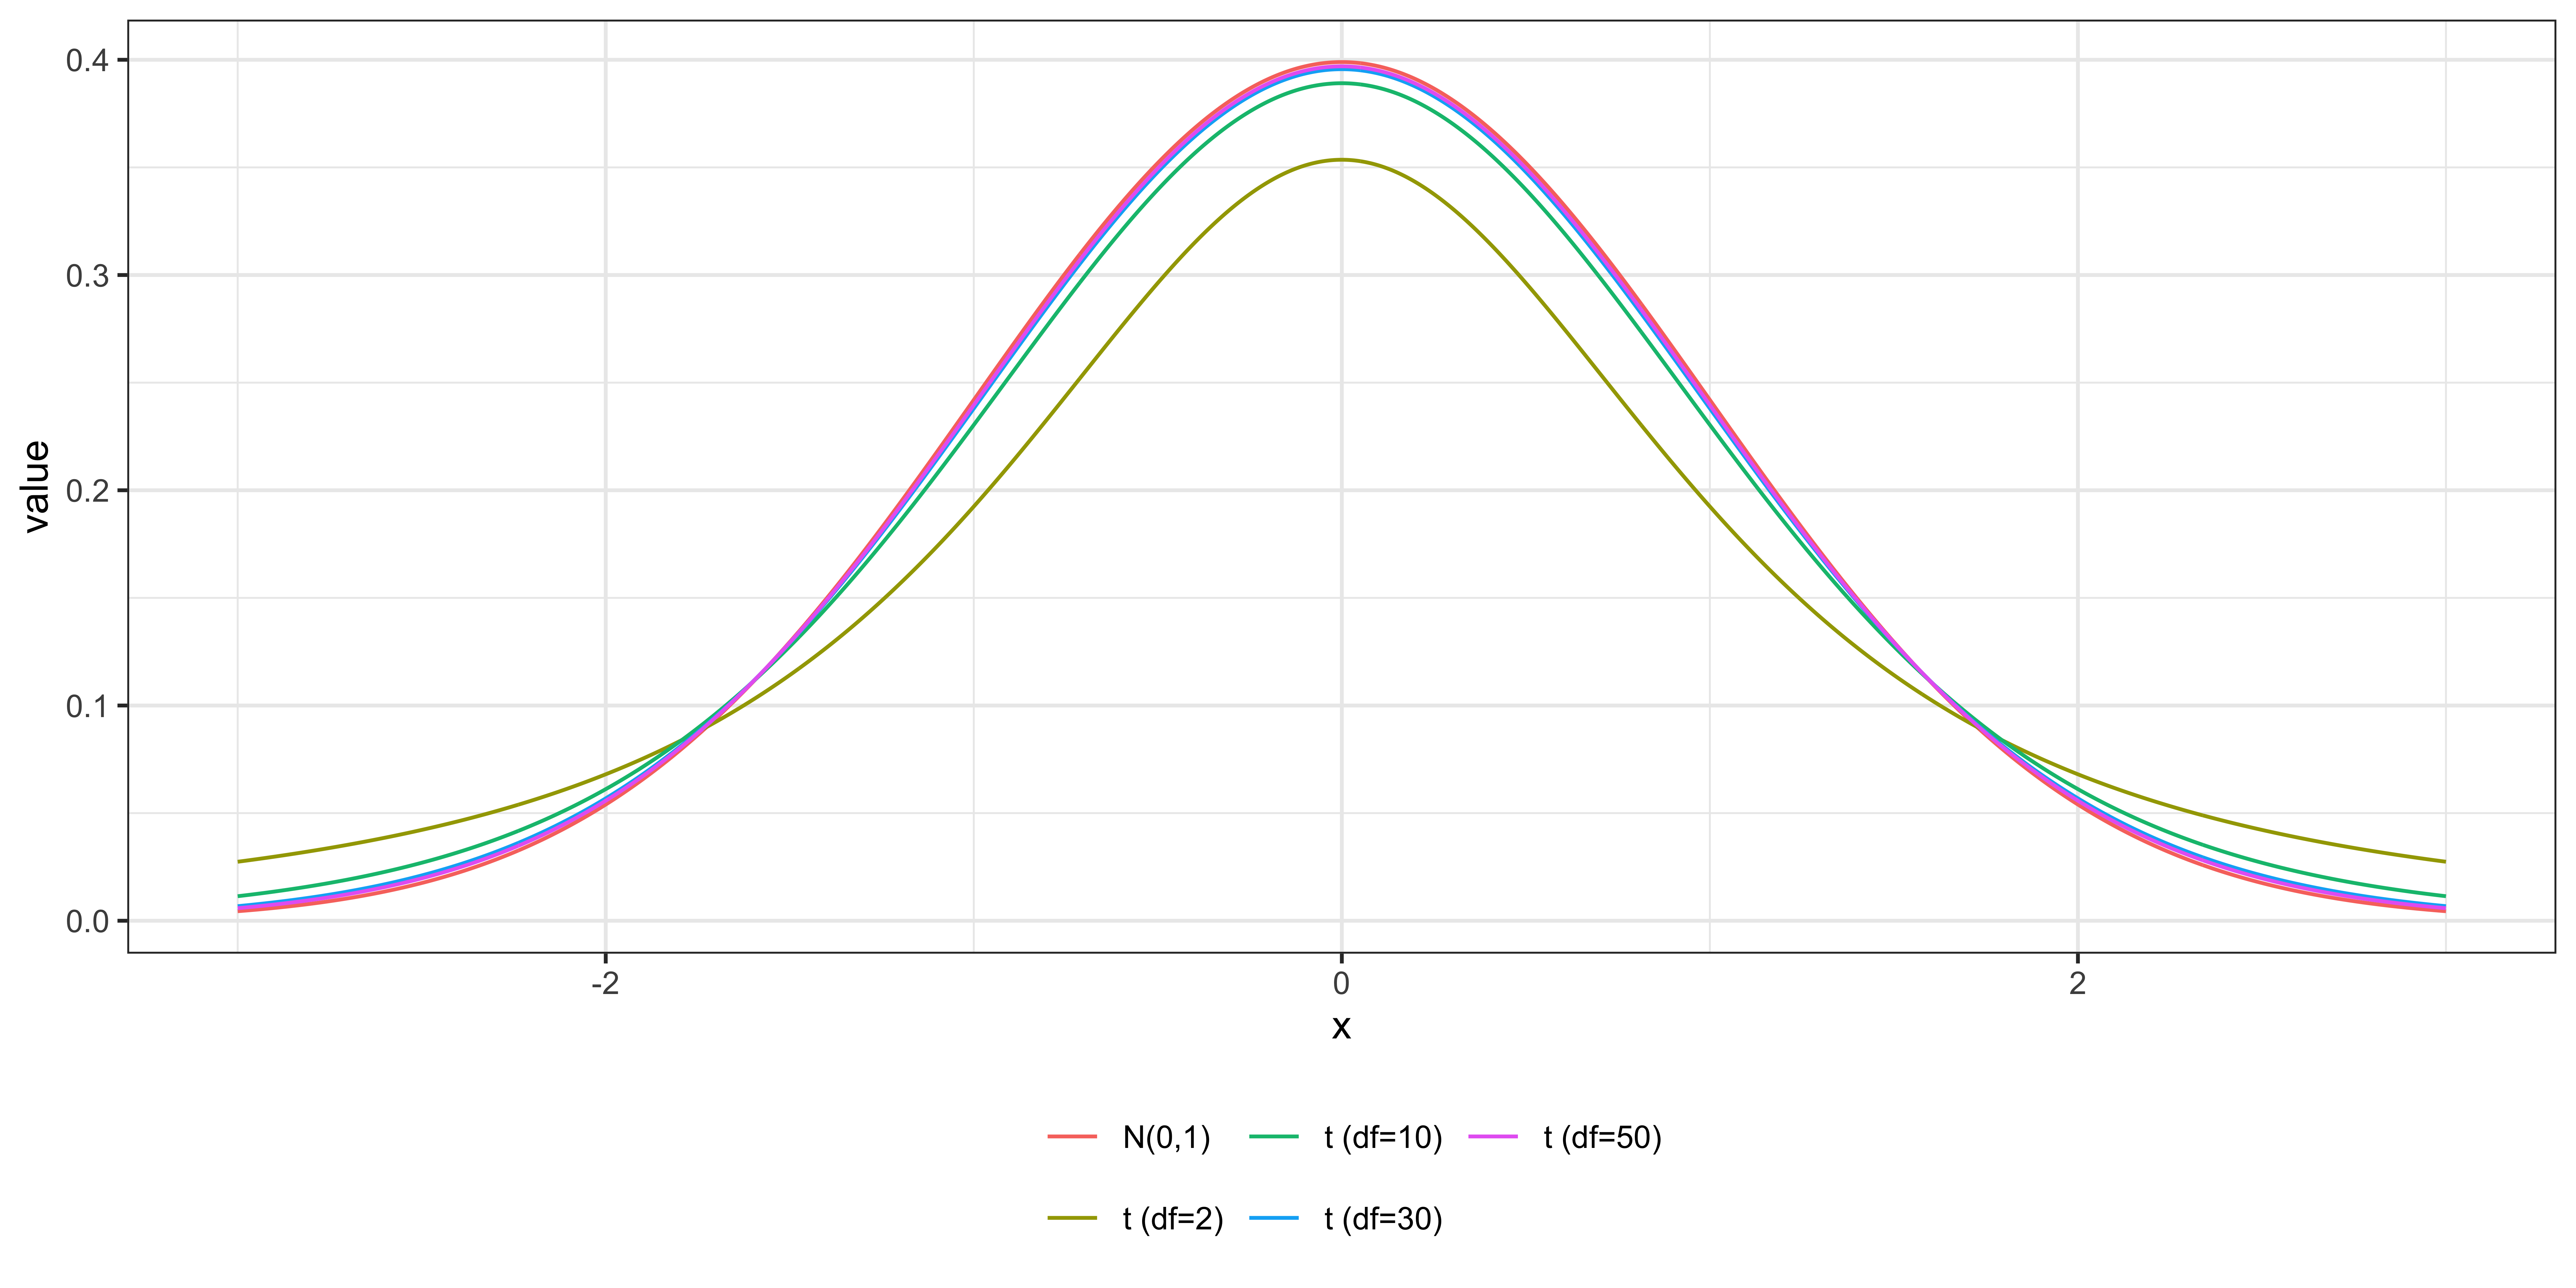 0.4
0.3
0.2
0.1
0.0
value
-2 0 2
x
N(0,1) t (df=10) t (df=50)
t (df=2) t (df=30)